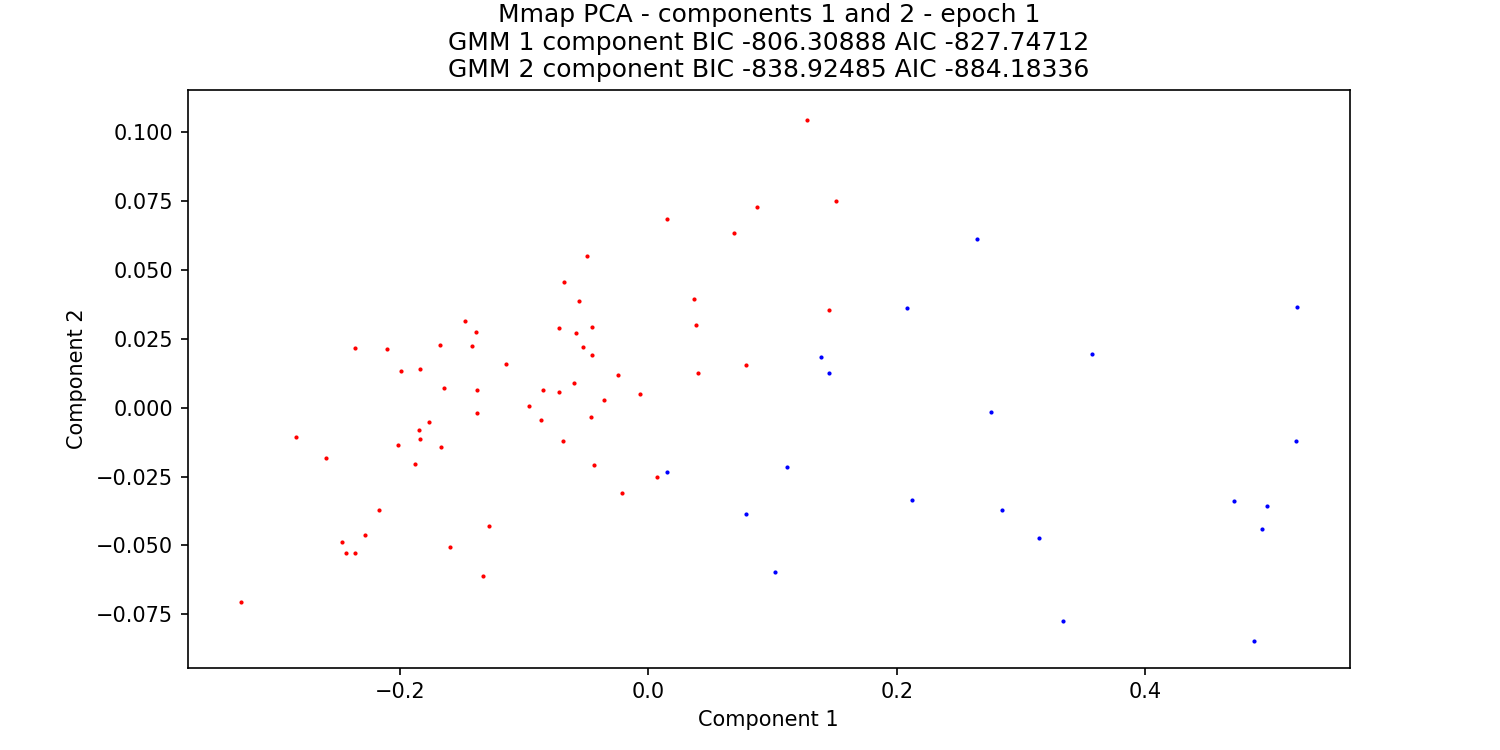 Mmap PCA - components 1 and 2 - epoch 1
GMM 1 component BIC -806.30888 AIC -827.74712
GMM 2 component BIC -838.92485 AIC -884.18336
0.100
0.075
0.050
0.025
0.000
−0.025
−0.050
−0.075
Component 2
−0.2
0.0
0.2
0.4
Component 1